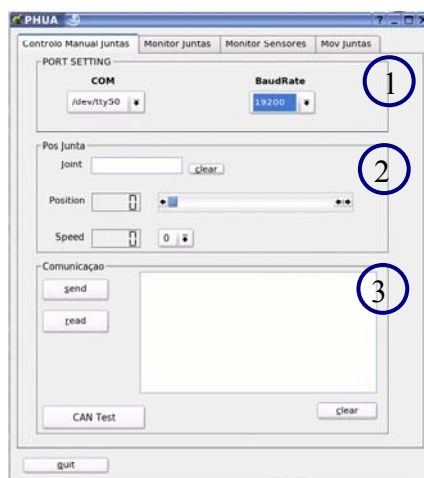 PHUA
Controlo Manual Juntas Monitor Juntas Monitor Sensores Mov Juntas
PORT SETTING
COM BaudRate
/dev/ttyS0 19200
1
Pos Junta
Joint clear
2
Position 0
Speed 0 0
Comunicaçao
send
3
read
CAN Test clear
quit